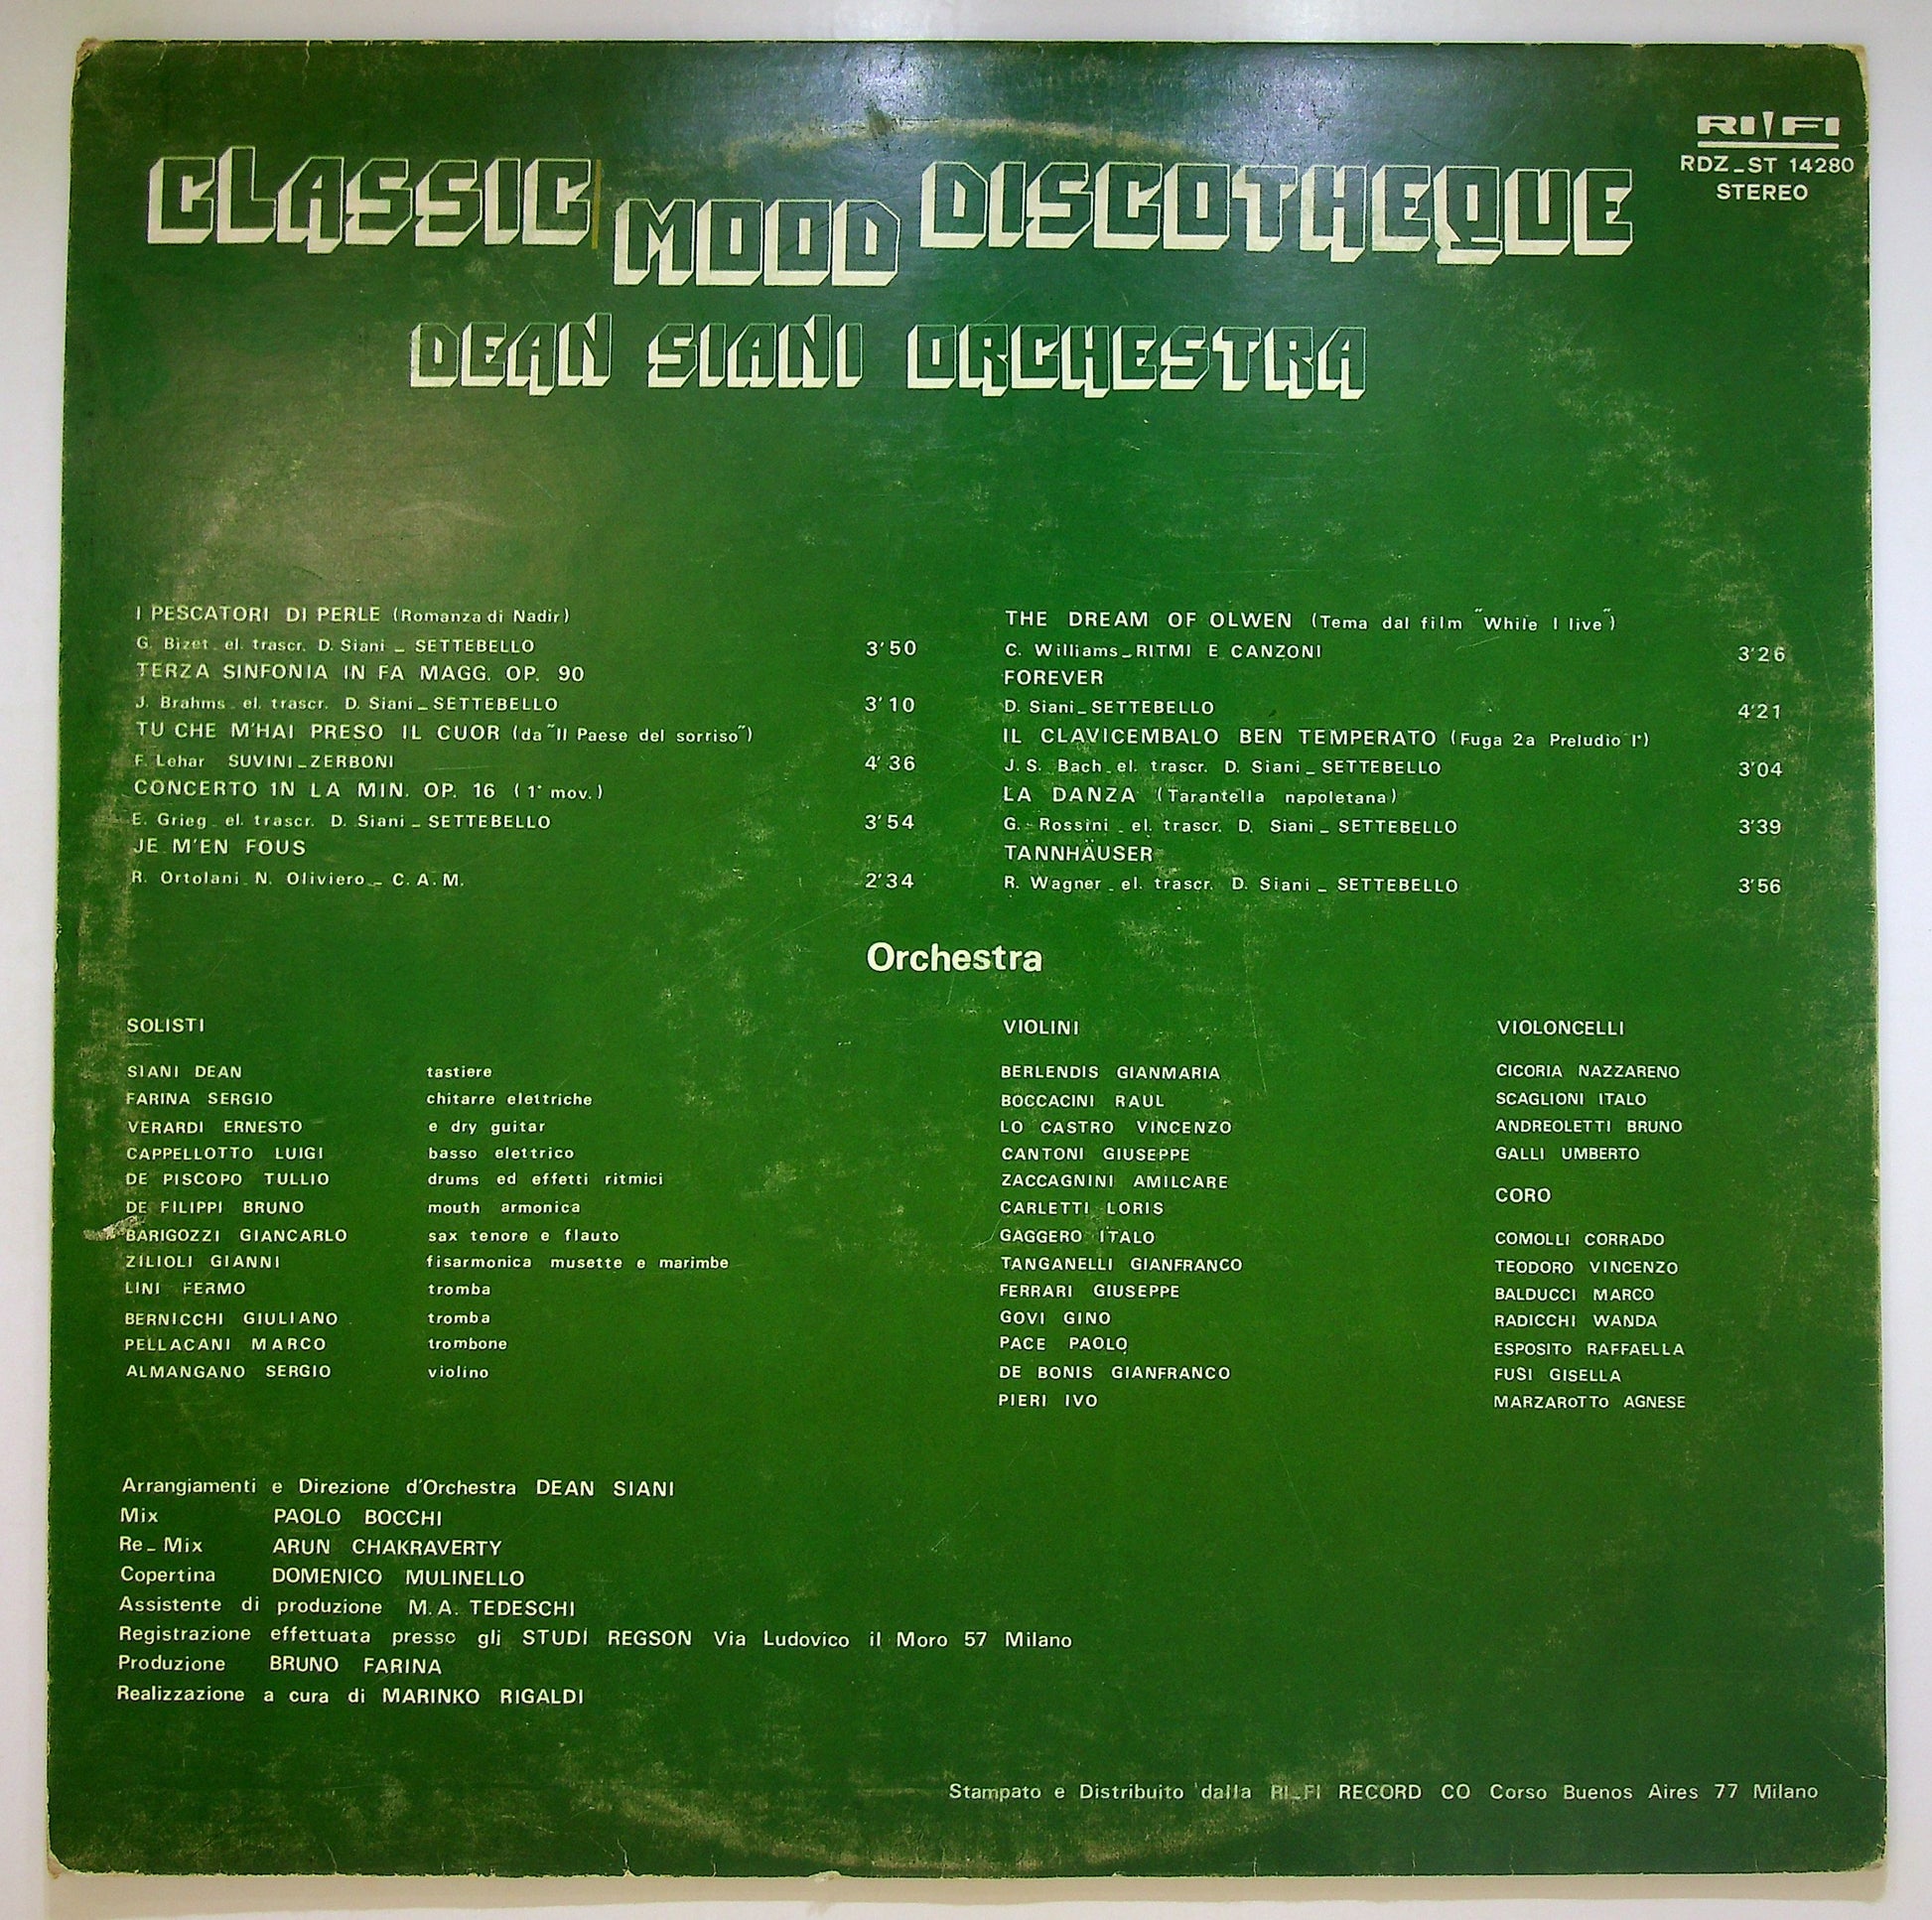 RI/FI
RDZ_ST 14280
STEREO
CLASSIC MOOD DISCOTHEQUE
DEAN SIANI ORCHESTRA
I PESCATORI DI PERLE (Romanza di Nadir)
G. Bizet_el. trascr. D. Siani _ SETTEBELLO 3'50
TERZA SINFONIA IN FA MAGG. OP. 90
J. Brahms_el. trascr. D. Siani _ SETTEBELLO 3'10
TU CHE M'HAI PRESO IL CUOR (da "Il Paese del sorriso")
F. Lehar SUVINI_ZERBONI 4'36
CONCERTO IN LA MIN. OP. 16 (1° mov.)
E. Grieg_el. trascr. D. Siani _ SETTEBELLO 3'54
JE M'EN FOUS
R. Ortolani_N. Oliviero _ C.A.M. 2'34
THE DREAM OF OLWEN (Tema dal film "While I live")
C. Williams_RITMI E CANZONI 3'26
FOREVER
D. Siani_SETTEBELLO 4'21
IL CLAVICEMBALO BEN TEMPERATO (Fuga 2a Preludio I°)
J.S. Bach_el. trascr. D. Siani _ SETTEBELLO 3'04
LA DANZA (Tarantella napoletana)
G. Rossini _ el. trascr. D. Siani _ SETTEBELLO 3'39
TANNHÄUSER
R. Wagner _ el. trascr. D. Siani _ SETTEBELLO 3'56
Orchestra
SOLISTI
SIANI DEAN tastiere
FARINA SERGIO chitarre elettriche
VERARDI ERNESTO e dry guitar
CAPPELLOTTO LUIGI basso elettrico
DE PISCOPO TULLIO drums ed effetti ritmici
DE FILIPPI BRUNO mouth armonica
BARIGOZZI GIANCARLO sax tenore e flauto
ZILIOLI GIANNI fisarmonica musette e marimbe
LINI FERMO tromba
BERNICCHI GIULIANO tromba
PELLACANI MARCO trombone
ALMANGANO SERGIO violino
VIOLINI
BERLENDIS GIANMARIA
BOCCACINI RAUL
LO CASTRO VINCENZO
CANTONI GIUSEPPE
ZACCAGNINI AMILCARE
CARLETTI LORIS
GAGGERO ITALO
TANGANELLI GIANFRANCO
FERRARI GIUSEPPE
GOVI GINO
PACE PAOLO
DE BONIS GIANFRANCO
PIERI IVO
VIOLONCELLI
CICORIA NAZZARENO
SCAGLIONI ITALO
ANDREOLETTI BRUNO
GALLI UMBERTO
CORO
COMOLLI CORRADO
TEODORO VINCENZO
BALDUCCI MARCO
RADICCHI WANDA
ESPOSITO RAFFAELLA
FUSI GISELLA
MARZAROTTO AGNESE
Arrangiamenti e Direzione d'Orchestra DEAN SIANI
Mix PAOLO BOCCHI
Re_Mix ARUN CHAKRAVERTY
Copertina DOMENICO MULINELLO
Assistente di produzione M.A. TEDESCHI
Registrazione effettuata presso gli STUDI REGSON Via Ludovico il Moro 57 Milano
Produzione BRUNO FARINA
Realizzazione a cura di MARINKO RIGALDI
Stampato e Distribuito dalla RI_FI RECORD CO Corso Buenos Aires 77 Milano